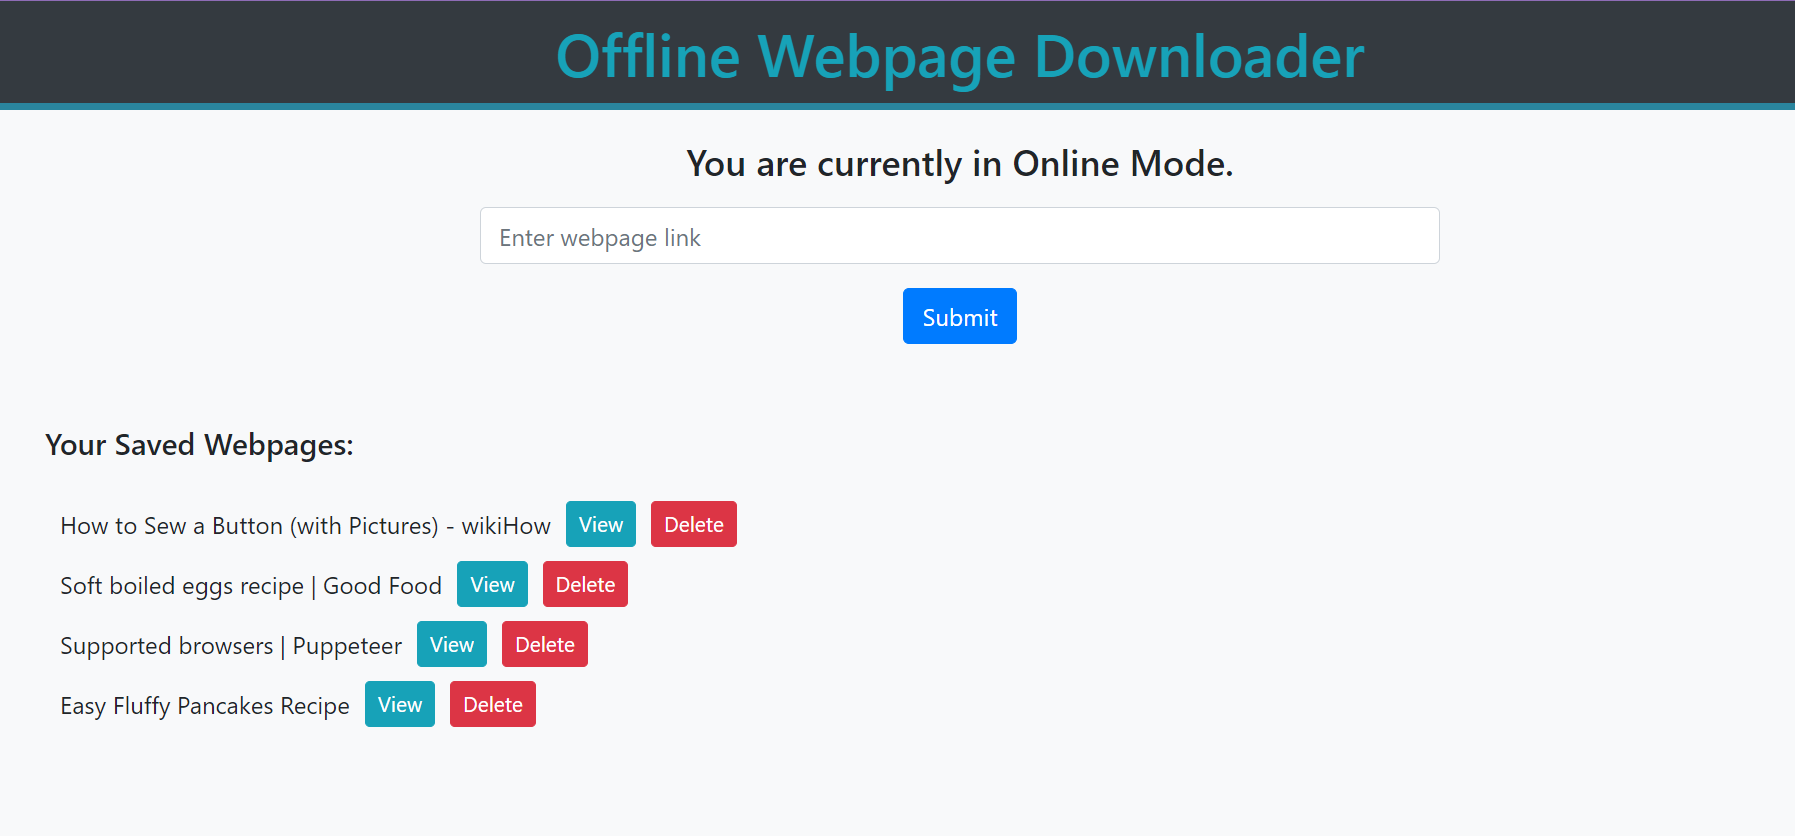 Offline Webpage Downloader
You are currently in Online Mode.
Enter webpage link
Submit
Your Saved Webpages:
How to Sew a Button (with Pictures) - wikiHow View Delete
Soft boiled eggs recipe | Good Food View Delete
Supported browsers | Puppeteer View Delete
Easy Fluffy Pancakes Recipe View Delete